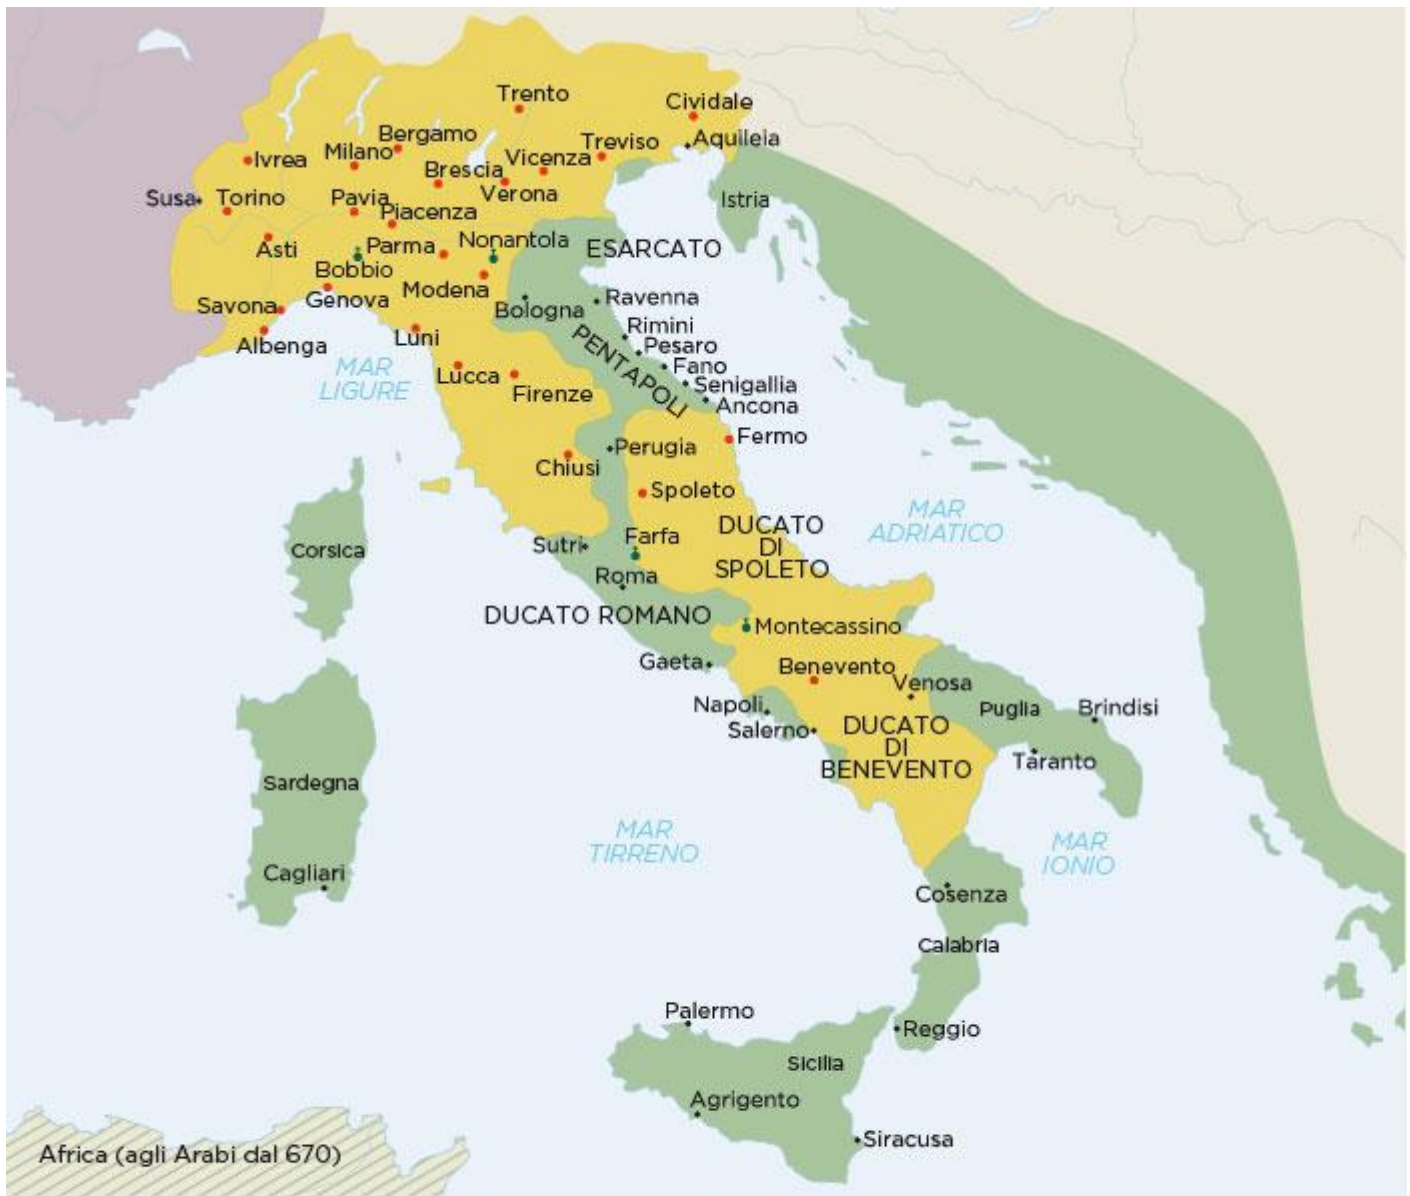 Trento
Cividale
Bergamo
Treviso
Aquileia
Milano
Ivrea
Vicenza
Brescia
Susa
Torino
Pavia
Verona
Istria
Piacenza
Asti
Parma
Nonantola
ESARCATO
Bobbio
Modena
Genova
Savona
Bologna
Ravenna
Albenga
Luni
Rimini
PENTAPOLI
Pesaro
MAR
LIGURE
Lucca
Fano
Firenze
Senigallia
Ancona
Fermo
Perugia
Chiusi
Spoleto
MAR
ADRIATICO
DUCATO
DI
SPOLETO
Corsica
Sutri
Farfa
Roma
DUCATO ROMANO
Montecassino
Gaeta
Benevento
Venosa
Napoli
Puglia
Brindisi
Salerno
DUCATO
DI
BENEVENTO
Taranto
Sardegna
MAR
TIRRENO
MAR
IONIO
Cagliari
Cosenza
Calabria
Palermo
Reggio
Sicilia
Agrigento
Siracusa
Africa (agli Arabi dal 670)